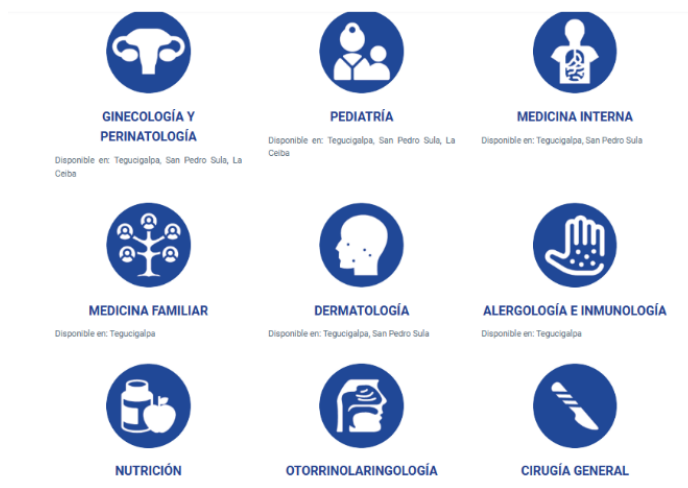 GINECOLOGÍA Y
PERINATOLOGÍA
Disponible en: Tegucigalpa, San Pedro Sula, La
Ceiba
PEDIATRÍA
Disponible en: Tegucigalpa, San Pedro Sula, La
Ceiba
MEDICINA INTERNA
Disponible en: Tegucigalpa, San Pedro Sula
MEDICINA FAMILIAR
Disponible en: Tegucigalpa
DERMATOLOGÍA
Disponible en: Tegucigalpa, San Pedro Sula
ALERGOLOGÍA E INMUNOLOGÍA
Disponible en: Tegucigalpa
NUTRICIÓN
OTORRINOLARINGOLOGÍA
CIRUGÍA GENERAL